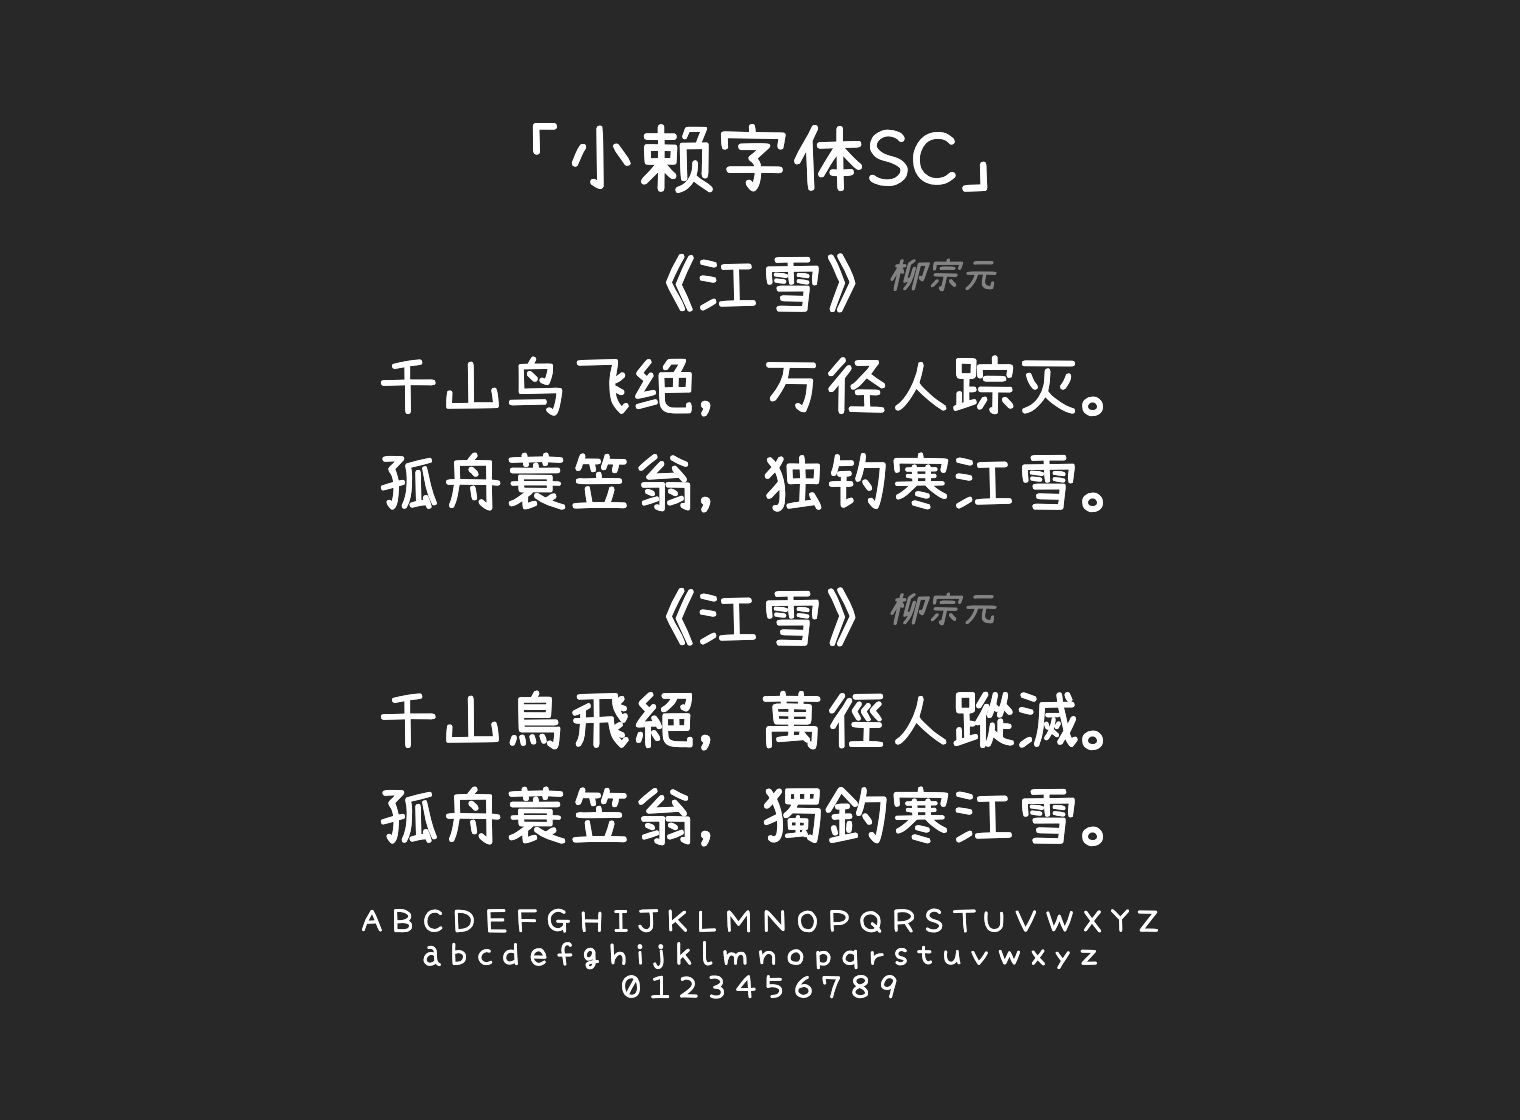 「小赖字体SC」
《江雪》 柳宗元
千山鸟飞绝，万径人踪灭。
孤舟蓑笠翁，独钓寒江雪。
《江雪》 柳宗元
千山鳥飛絕，萬徑人蹤滅。
孤舟蓑笠翁，獨釣寒江雪。
ABCDEFGHIJKLMNOPQRSTUVWXYZ
abcdefghijklmnopqrstuvwxyz
0123456789